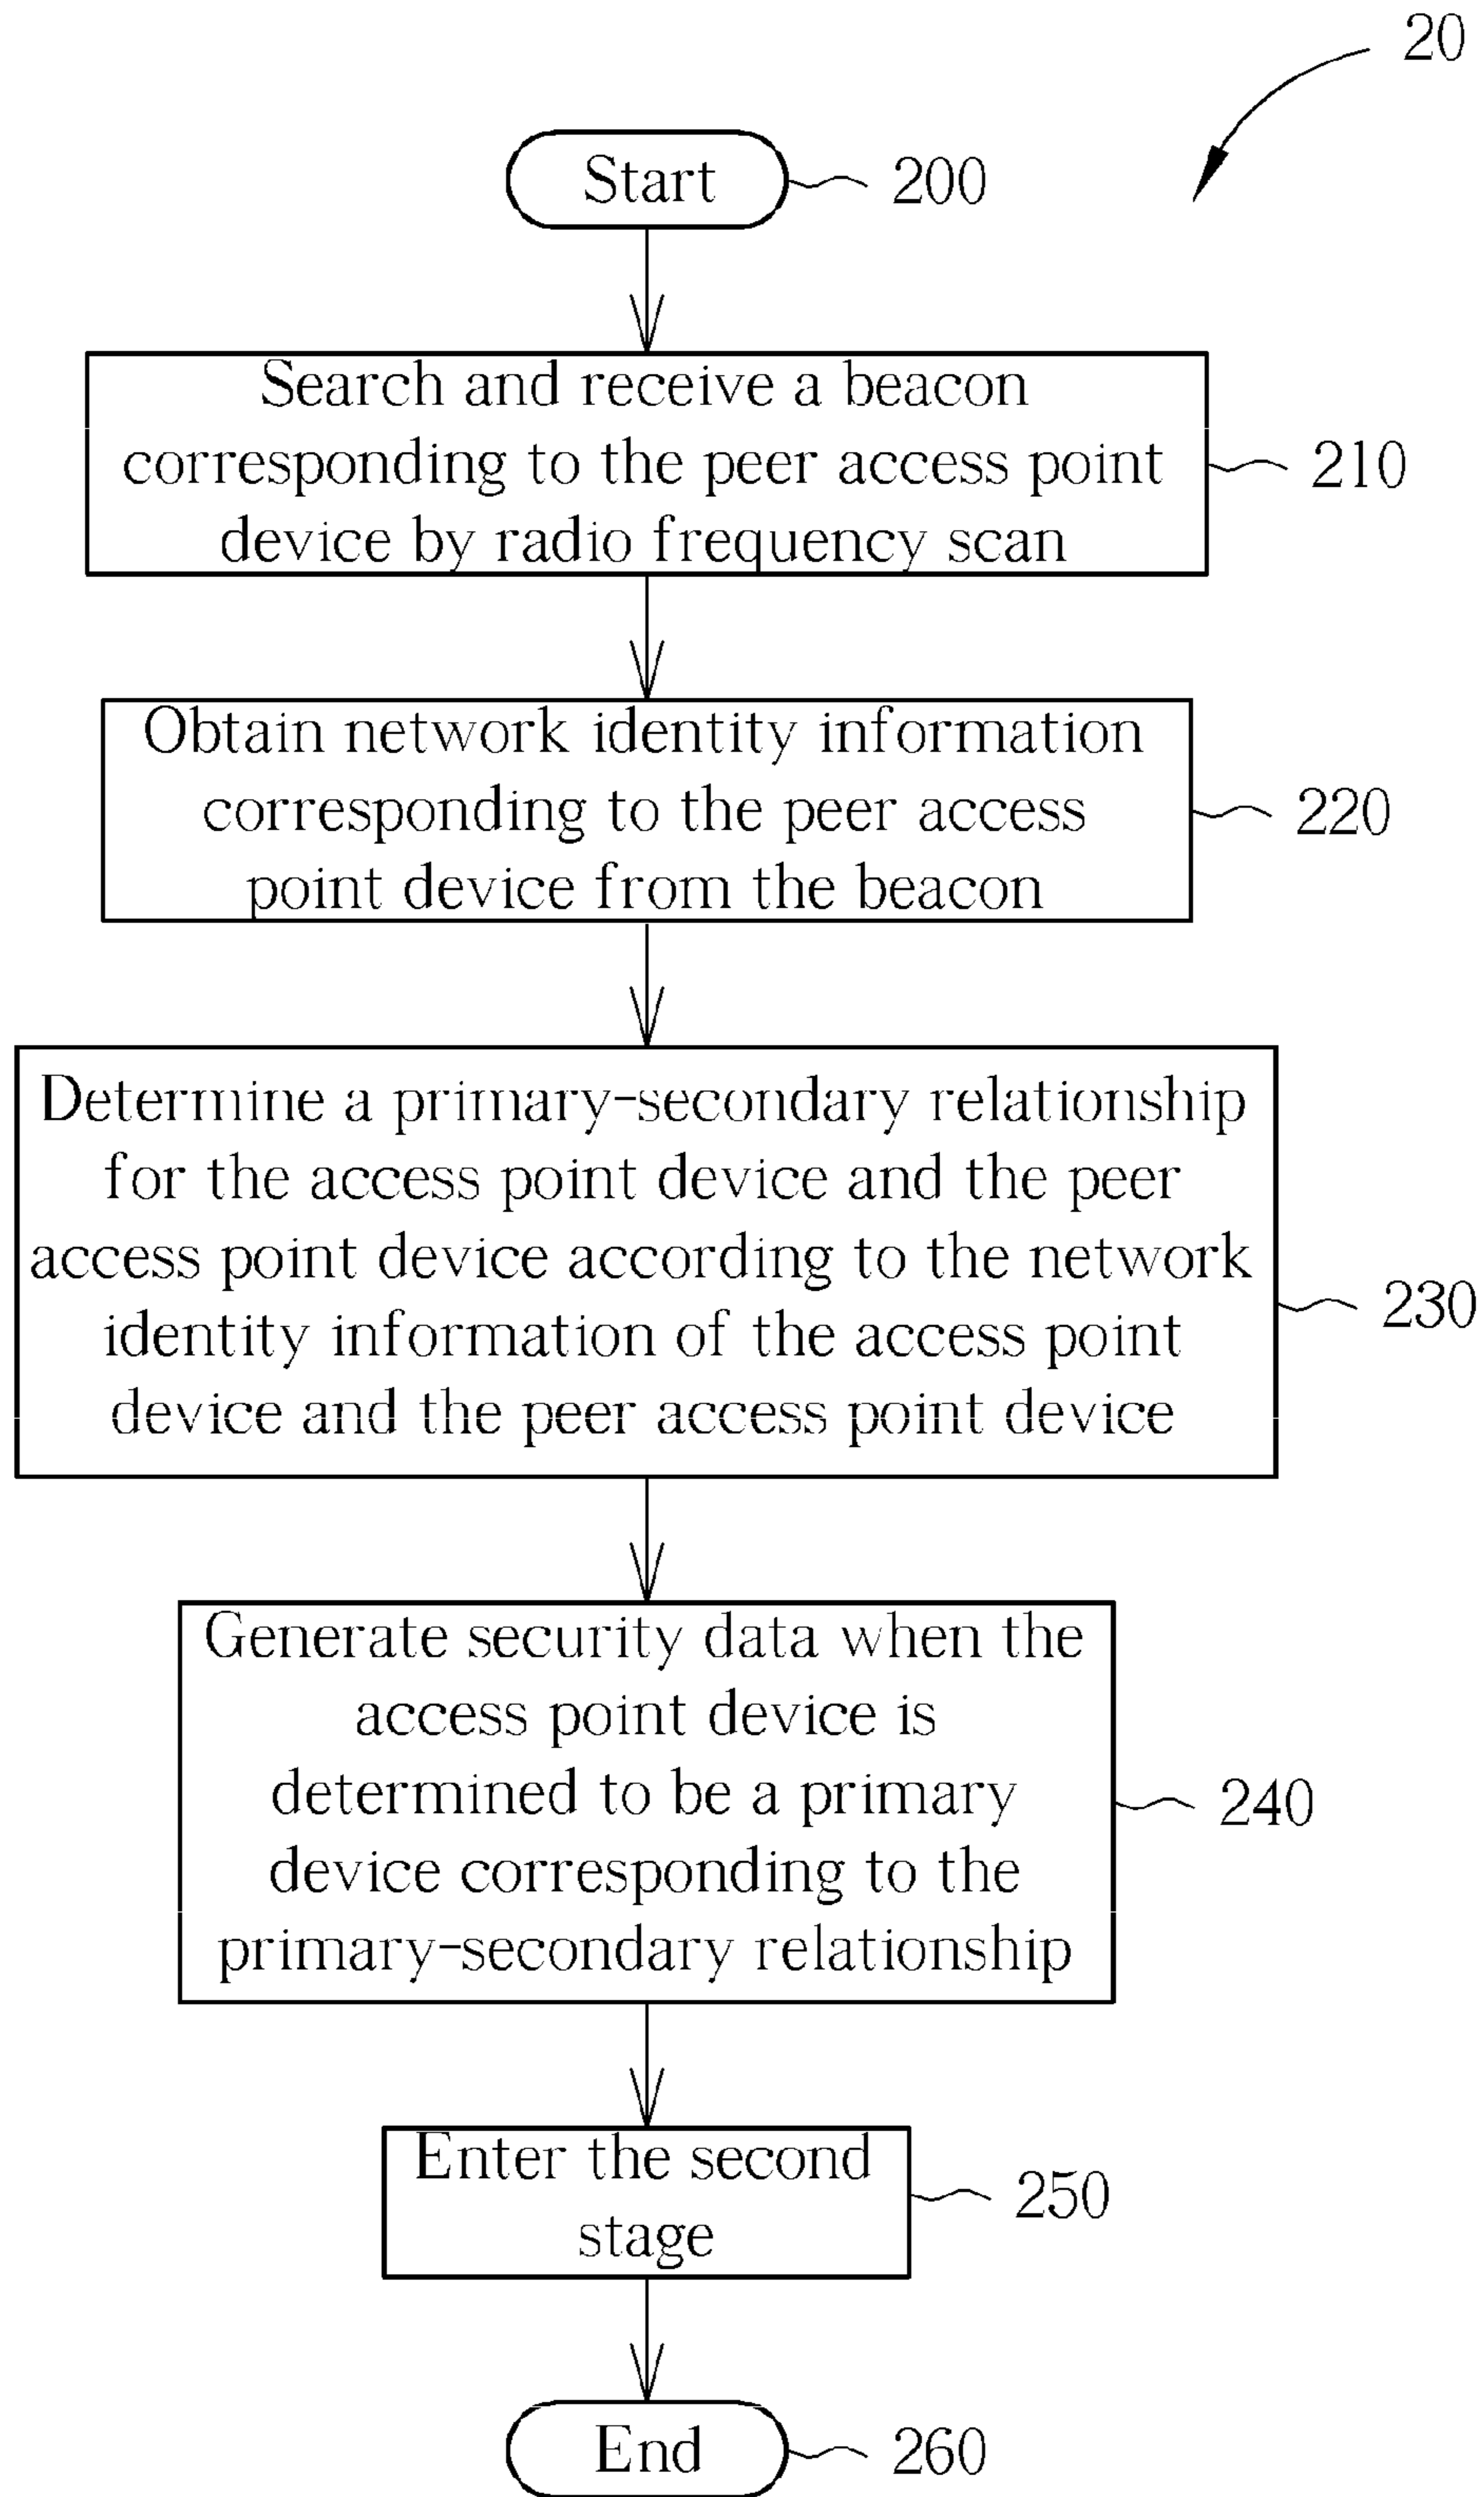 20
Start
200
Search and receive a beacon
corresponding to the peer access point
device by radio frequency scan
210
Obtain network identity information
corresponding to the peer access
point device from the beacon
220
Determine a primary-secondary relationship
for the access point device and the peer
access point device according to the network
identity information of the access point
device and the peer access point device
230
Generate security data when the
access point device is
determined to be a primary
device corresponding to the
primary-secondary relationship
240
Enter the second
stage
250
End
260